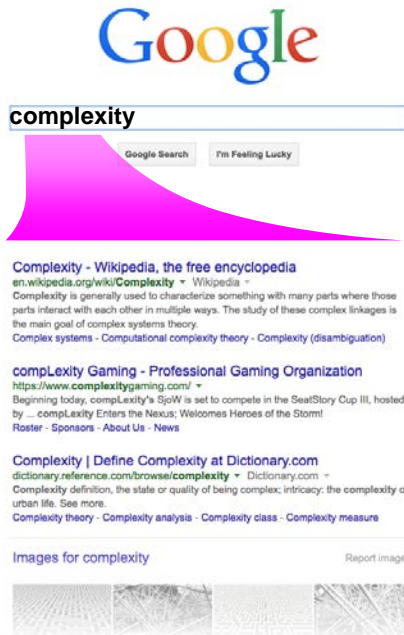 Google
complexity
Google Search I'm Feeling Lucky
Complexity - Wikipedia, the free encyclopedia
en.wikipedia.org/wiki/Complexity ▾ Wikipedia ▾
Complexity is generally used to characterize something with many parts where those
parts interact with each other in multiple ways. The study of these complex linkages is
the main goal of complex systems theory.
Complex systems - Computational complexity theory - Complexity (disambiguation)
compLexity Gaming - Professional Gaming Organization
https://www.complexitygaming.com/ ▾
Beginning today, compLexity's SjoW is set to compete in the SeatStory Cup III, hosted
by ... compLexity Enters the Nexus; Welcomes Heroes of the Storm!
Roster - Sponsors - About Us - News
Complexity | Define Complexity at Dictionary.com
dictionary.reference.com/browse/complexity ▾ Dictionary.com ▾
Complexity definition, the state or quality of being complex; intricacy: the complexity o
urban life. See more.
Complexity theory - Complexity analysis - Complexity class - Complexity measure
Images for complexity Report image